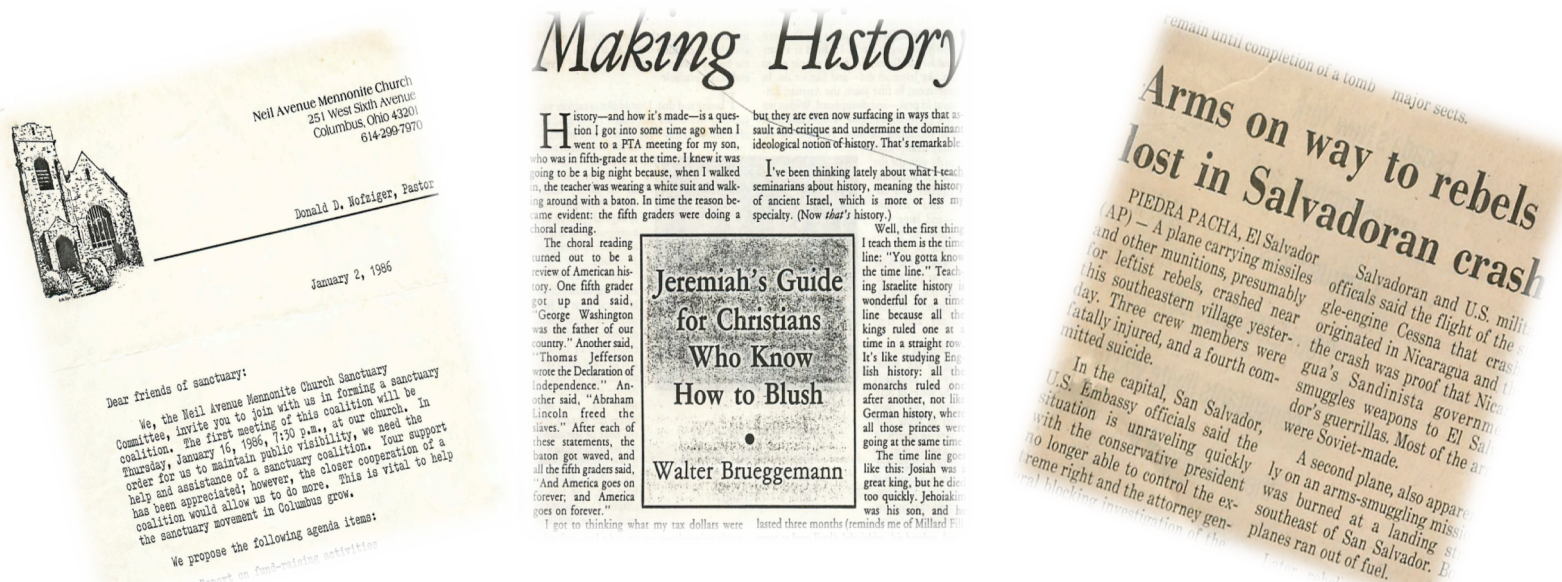 Neil Avenue Mennonite Church
251 West Sixth Avenue
Columbus, Ohio 43201
614-299-7970
Donald D. Nofziger, Pastor
January 2, 1986
Dear friends of sanctuary:
We, the Neil Avenue Mennonite Church Sanctuary
Committee, invite you to join with us in forming a sanctuary
coalition. The first meeting of this coalition will be
Thursday, January 16, 1986, 7:30 p.m., at our church. In
order for us to maintain public visibility, we need the
help and assistance of a sanctuary coalition. Your support
has been appreciated; however, the closer cooperation of a
coalition would allow us to do more. This is vital to help
the sanctuary movement in Columbus grow.
We propose the following agenda items:
Report on fund-raising activities
Making History
History—and how it's made—is a ques-
tion I got into some time ago when I
went to a PTA meeting for my son,
who was in fifth-grade at the time. I knew it was
going to be a big night because, when I walked
in, the teacher was wearing a white suit and walk-
ing around with a baton. In time the reason be-
came evident: the fifth graders were doing a
choral reading.
The choral reading
turned out to be a
review of American his-
tory. One fifth grader
got up and said,
"George Washington
was the father of our
country." Another said,
"Thomas Jefferson
wrote the Declaration of
Independence." An-
other said, "Abraham
Lincoln freed the
slaves." After each of
these statements, the
baton got waved, and
all the fifth graders said,
"And America goes on
forever; and America
goes on forever."
I got to thinking what my tax dollars were
but they are even now surfacing in ways that as-
sault and critique and undermine the dominant
ideological notion of history. That's remarkable.
I've been thinking lately about what I teach
seminarians about history, meaning the history
of ancient Israel, which is more or less my
specialty. (Now that's history.)
Well, the first thing
I teach them is the time
line: "You gotta know
the time line." Teach-
ing Israelite history is
wonderful for a time
line because all the
kings ruled one at a
time in a straight row.
It's like studying Eng-
lish history: all the
monarchs ruled one
after another, not like
German history, where
all those princes were
going at the same time.
The time line goes
like this: Josiah was a
great king, but he died
too quickly. Jehoiakim
was his son, and he
lasted three months (reminds me of Millard
Jeremiah's Guide
for Christians
Who Know
How to Blush
•
Walter Brueggemann
remain until completion of a tomb
major sects.
Arms on way to rebels
lost in Salvadoran crash
PIEDRA PACHA, El Salvador
(AP) — A plane carrying missiles
and other munitions, presumably
for leftist rebels, crashed near
this southeastern village yester-
day. Three crew members were
fatally injured, and a fourth com-
mitted suicide.
In the capital, San Salvador,
U.S. Embassy officials said the
situation is unraveling quickly
with the conservative president
no longer able to control the ex-
treme right and the attorney gen-
blocking investigation of the
Salvadoran and U.S.
officials said the flight of the
gle-engine Cessna that
originated in Nicaragua and
the crash was proof that
gua's Sandinista
smuggles weapons to El
dor's guerrillas. Most of the
were Soviet-made.
A second plane, also
ly on an arms-smuggling
was burned at a landing
southeast of San Salvador.
planes ran out of fuel.